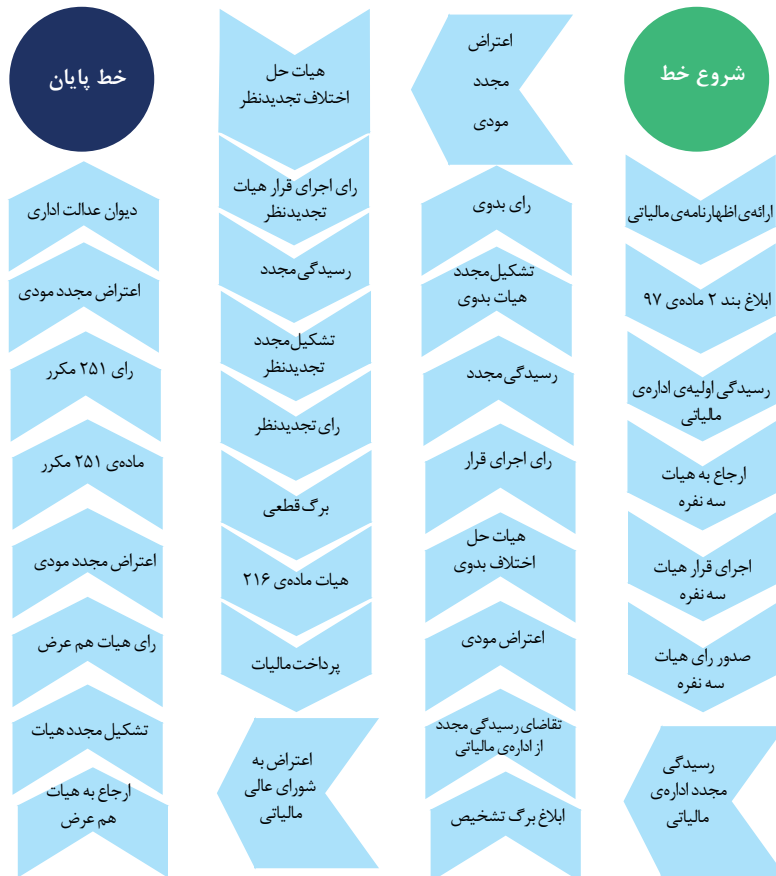 شروع خط
ارائه‌ی اظهارنامه‌ی مالیاتی
ابلاغ بند ۲ ماده‌ی ۹۷
رسیدگی اولیه‌ی اداره‌ی
مالیاتی
ارجاع به هیات
سه نفره
اجرای قرار هیات
سه نفره
صدور رای هیات
سه نفره
رسیدگی
مجدد اداره‌ی
مالیاتی
ابلاغ برگ تشخیص
تقاضای رسیدگی مجدد
از اداره‌ی مالیاتی
اعتراض مودی
هیات حل
اختلاف بدوی
رای اجرای قرار
رسیدگی مجدد
تشکیل مجدد
هیات بدوی
رای بدوی
اعتراض
مجدد
مودی
هیات حل
اختلاف تجدیدنظر
رای اجرای قرار هیات
تجدیدنظر
رسیدگی مجدد
تشکیل مجدد
تجدیدنظر
رای تجدیدنظر
برگ قطعی
هیات ماده‌ی ۲۱۶
پرداخت مالیات
اعتراض به
شورای عالی
مالیاتی
ارجاع به هیات
هم عرض
تشکیل مجدد هیات
رای هیات هم عرض
اعتراض مجدد مودی
ماده‌ی ۲۵۱ مکرر
رای ۲۵۱ مکرر
اعتراض مجدد مودی
دیوان عدالت اداری
خط پایان